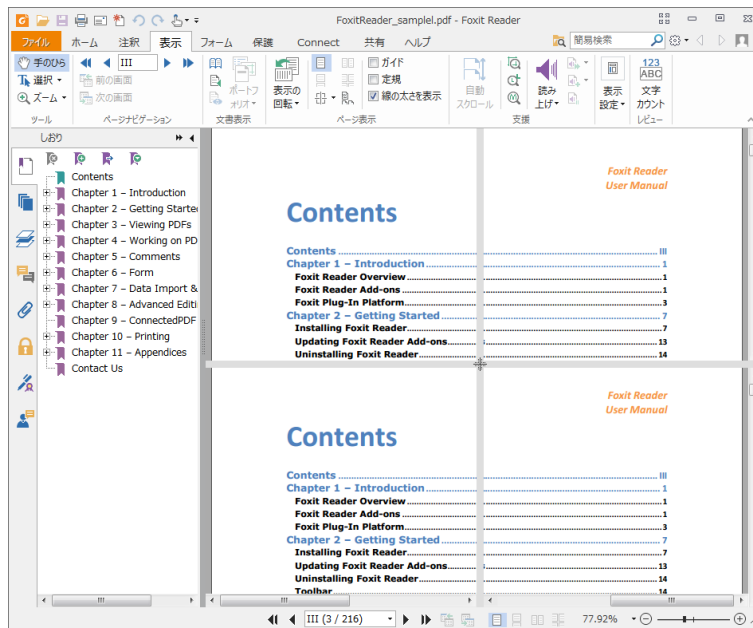 FoxitReader_samplel.pdf - Foxit Reader
ファイル ホーム 注釈 表示 フォーム 保護 Connect 共有 ヘルプ 簡易検索
手のひら
選択
ズーム
ツール
III
前の画面
次の画面
ページナビゲーション
ポートフォリオ
文書表示
表示の
回転
ガイド
定規
線の太さを表示
ページ表示
自動
スクロール
読み
上げ
支援
表示
設定
123
ABC
文字
カウント
レビュー
しおり
Contents
Chapter 1 – Introduction
Chapter 2 – Getting Starte
Chapter 3 – Viewing PDFs
Chapter 4 – Working on PD
Chapter 5 – Comments
Chapter 6 – Form
Chapter 7 – Data Import &
Chapter 8 – Advanced Editi
Chapter 9 – ConnectedPDF
Chapter 10 – Printing
Chapter 11 – Appendices
Contact Us
Foxit Reader
User Manual
Contents
Contents III
Chapter 1 – Introduction 1
Foxit Reader Overview 1
Foxit Reader Add-ons 1
Foxit Plug-In Platform 3
Chapter 2 – Getting Started 7
Installing Foxit Reader 7
Updating Foxit Reader Add-ons 13
Uninstalling Foxit Reader 14
Foxit Reader
User Manual
Contents
Contents III
Chapter 1 – Introduction 1
Foxit Reader Overview 1
Foxit Reader Add-ons 1
Foxit Plug-In Platform 3
Chapter 2 – Getting Started 7
Installing Foxit Reader 7
Updating Foxit Reader Add-ons 13
Uninstalling Foxit Reader 14
Toolbar 14
III (3 / 216) 77.92%